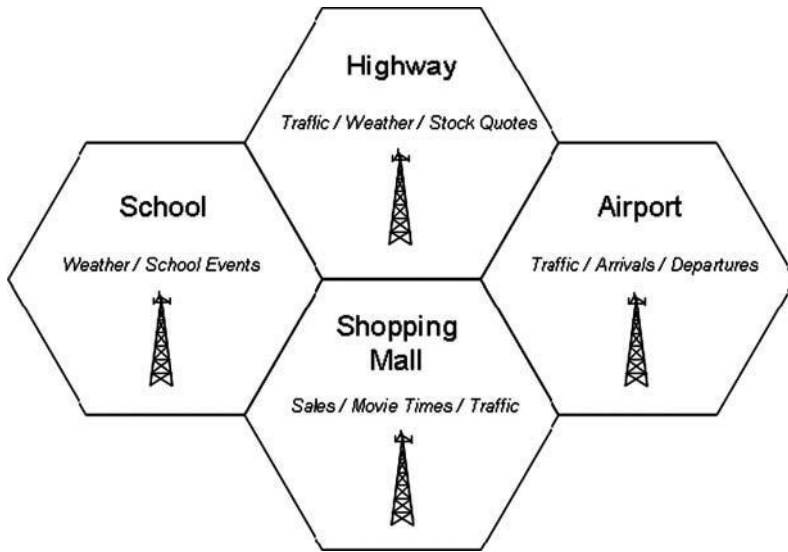 Highway
Traffic / Weather / Stock Quotes
School
Weather / School Events
Airport
Traffic / Arrivals / Departures
Shopping
Mall
Sales / Movie Times / Traffic